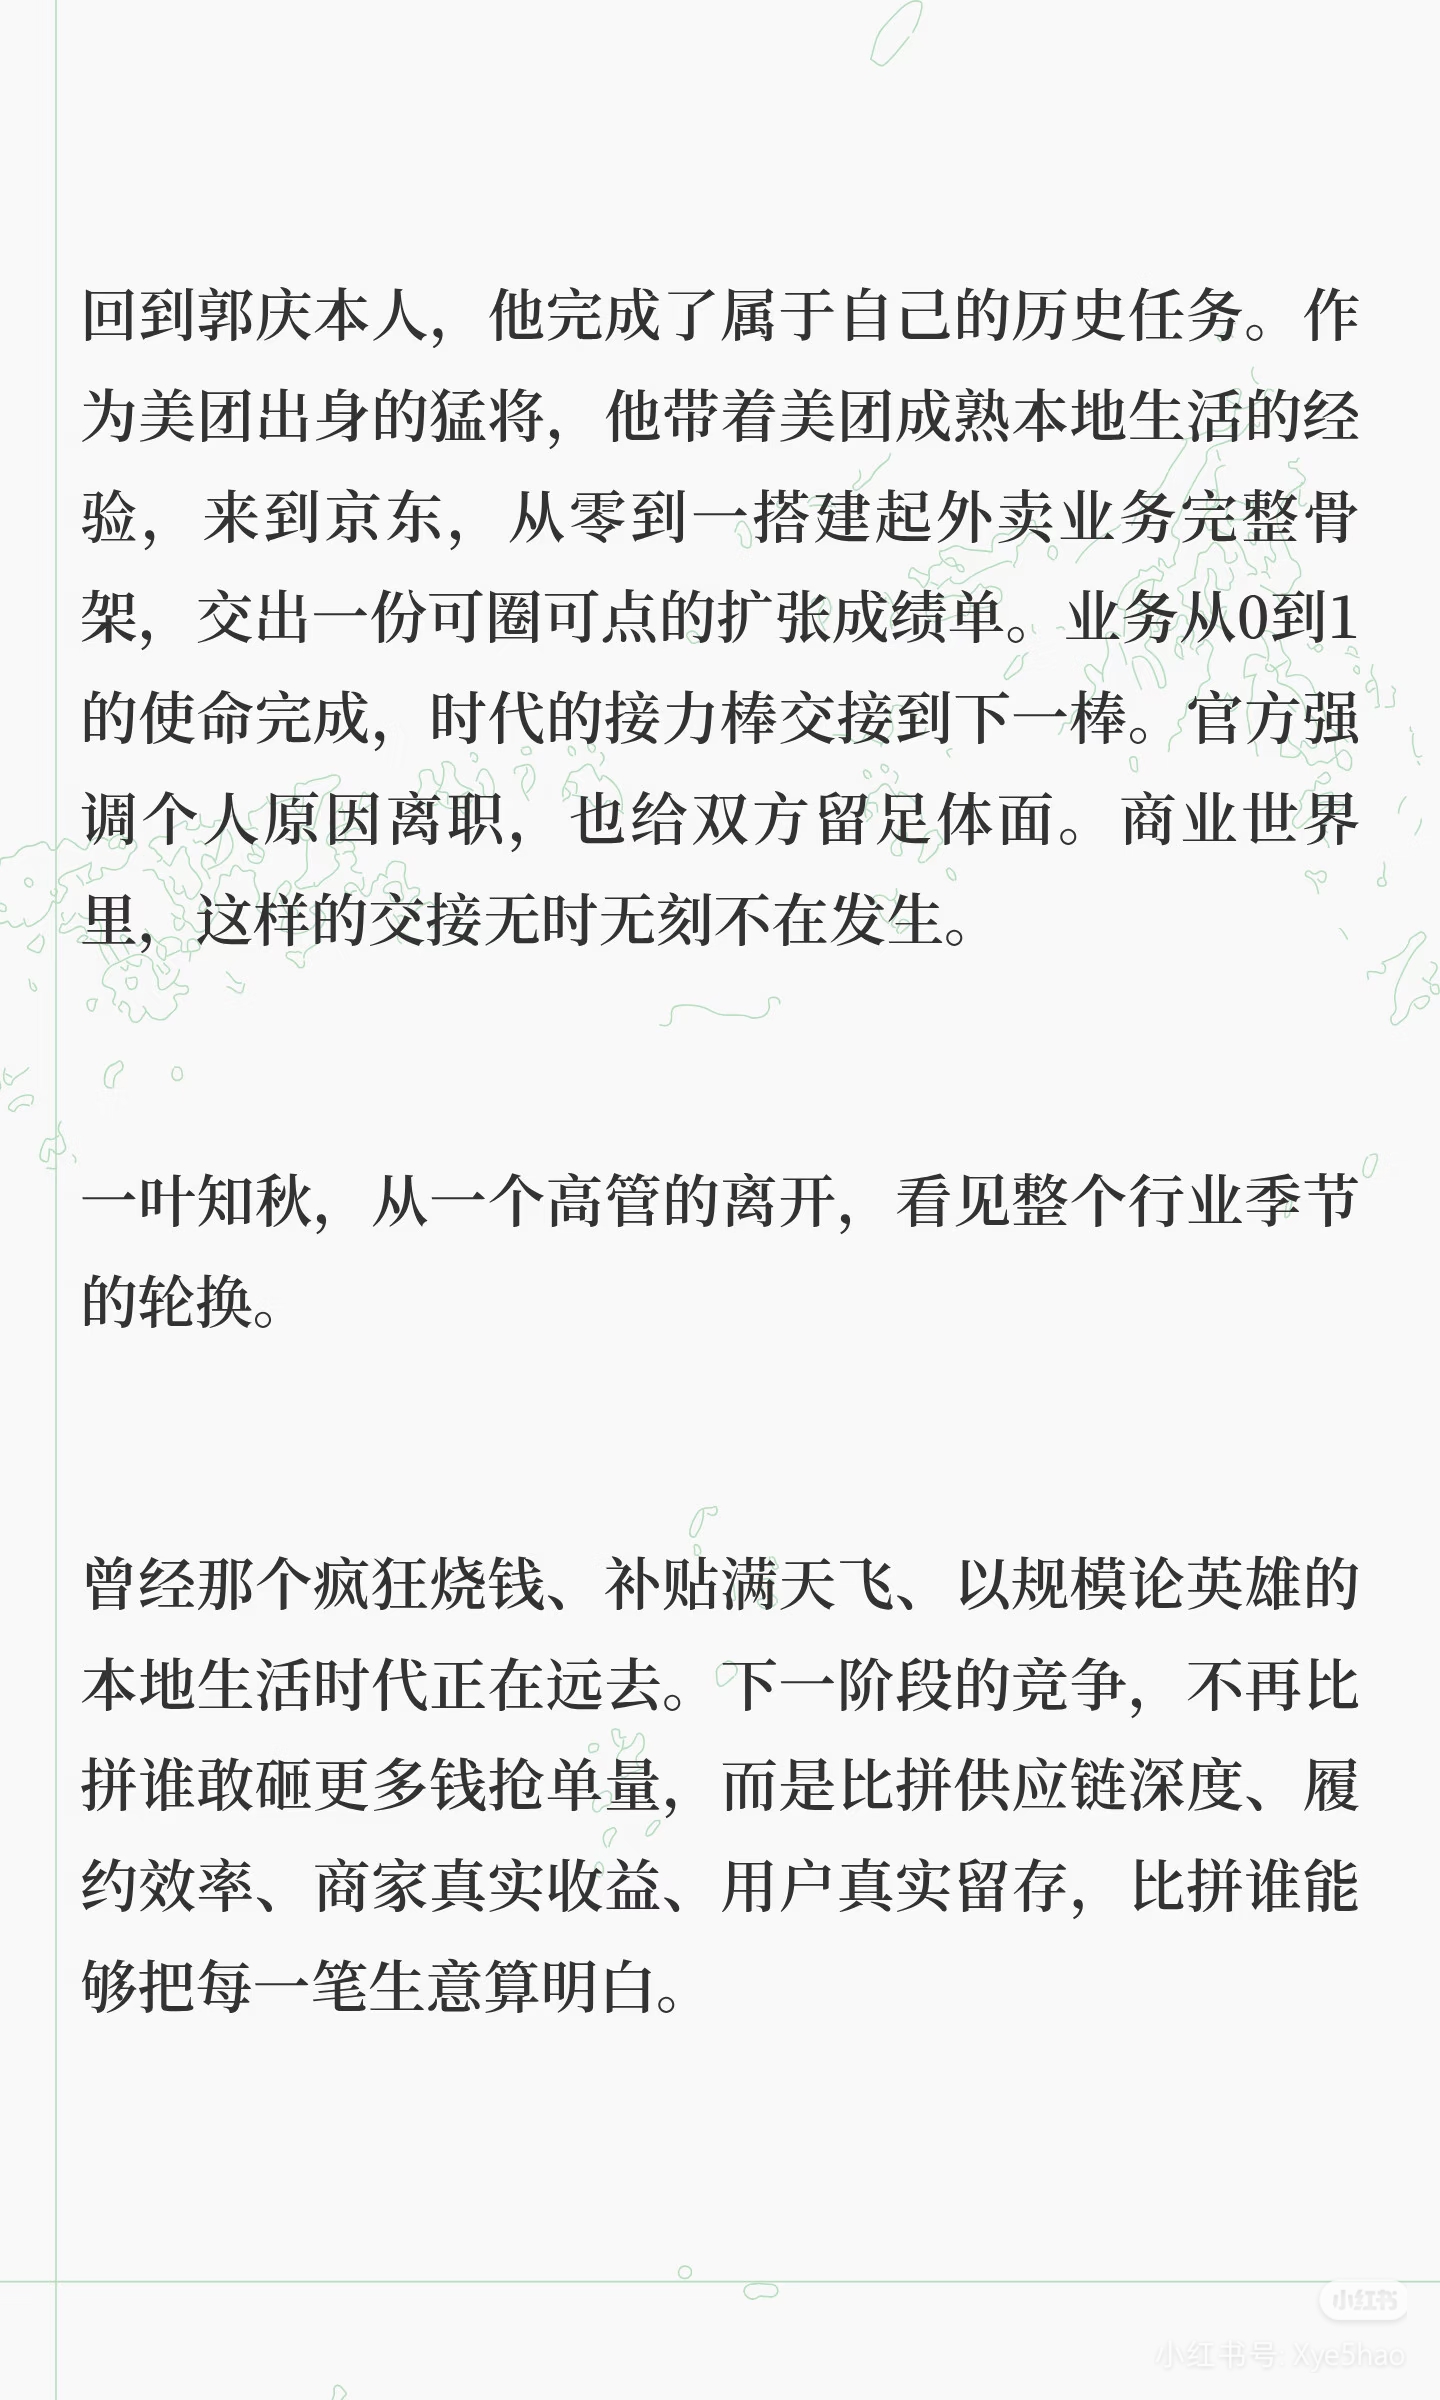 回到郭庆本人，他完成了属于自己的历史任务。作
为美团出身的猛将，他带着美团成熟本地生活的经
验，来到京东，从零到一搭建起外卖业务完整骨
架，交出一份可圈可点的扩张成绩单。业务从0到1
的使命完成，时代的接力棒交接到下一棒。官方强
调个人原因离职，也给双方留足体面。商业世界
里，这样的交接无时无刻不在发生。
一叶知秋，从一个高管的离开，看见整个行业季节
的轮换。
曾经那个疯狂烧钱、补贴满天飞、以规模论英雄的
本地生活时代正在远去。下一阶段的竞争，不再比
拼谁敢砸更多钱抢单量，而是比拼供应链深度、履
约效率、商家真实收益、用户真实留存，比拼谁能
够把每一笔生意算明白。
小红书
小红书号: Xye5hao